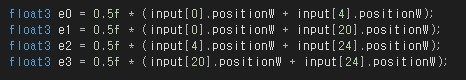 float3 e0 = 0.5f * (input[0].positionW + input[4].positionW);
float3 e1 = 0.5f * (input[0].positionW + input[20].positionW);
float3 e2 = 0.5f * (input[4].positionW + input[24].positionW);
float3 e3 = 0.5f * (input[20].positionW + input[24].positionW);